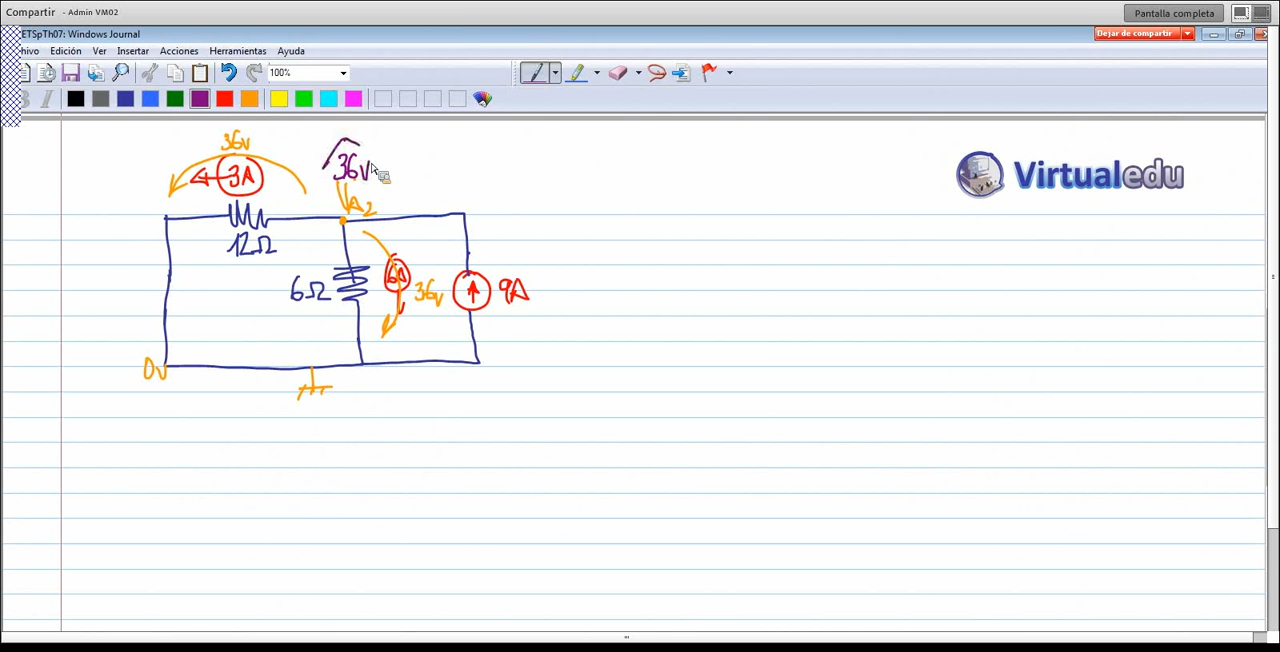 Compartir - Admin VM02
Pantalla completa
ETSpTh07: Windows Journal
Dejar de compartir
hivo Edición Ver Insertar Acciones Herramientas Ayuda
100%
36v
3A
36v
A2
12Ω
6Ω
6A
36v
9A
0v
Virtualedu